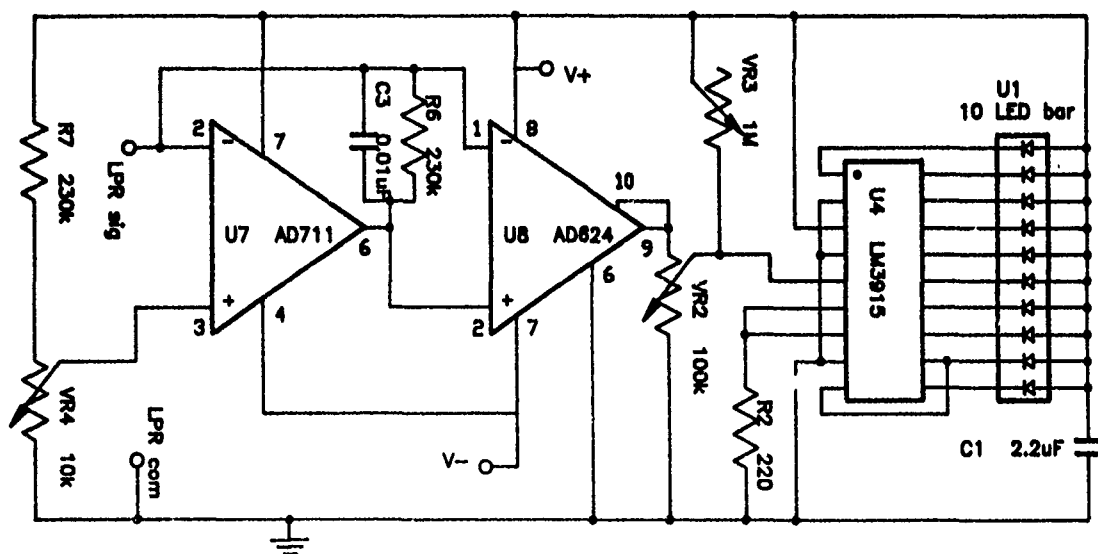 R7 230k
LPR sig
2
-
7
U7 AD711
6
+
3
4
VR4 10k
LPR com
C3 0.01uF
R6 230k
V+
1
-
8
10
U8 AD624
9
6
+
2
7
V-
VR3 1M
VR2 100k
R2 220
U4 LM3915
U1
10 LED bar
C1 2.2uF